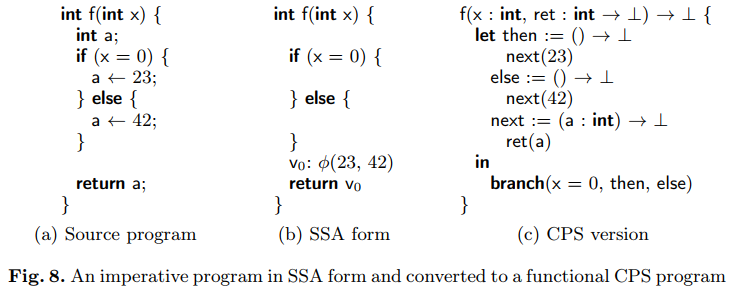 int f(int x) {
int a;
if (x = 0) {
a ← 23;
} else {
a ← 42;
}
return a;
}
(a) Source program
int f(int x) {
if (x = 0) {
} else {
}
v₀: ϕ(23, 42)
return v₀
}
(b) SSA form
f(x : int, ret : int → ⊥) → ⊥ {
let then := () → ⊥
next(23)
else := () → ⊥
next(42)
next := (a : int) → ⊥
ret(a)
in
branch(x = 0, then, else)
}
(c) CPS version
Fig. 8. An imperative program in SSA form and converted to a functional CPS program